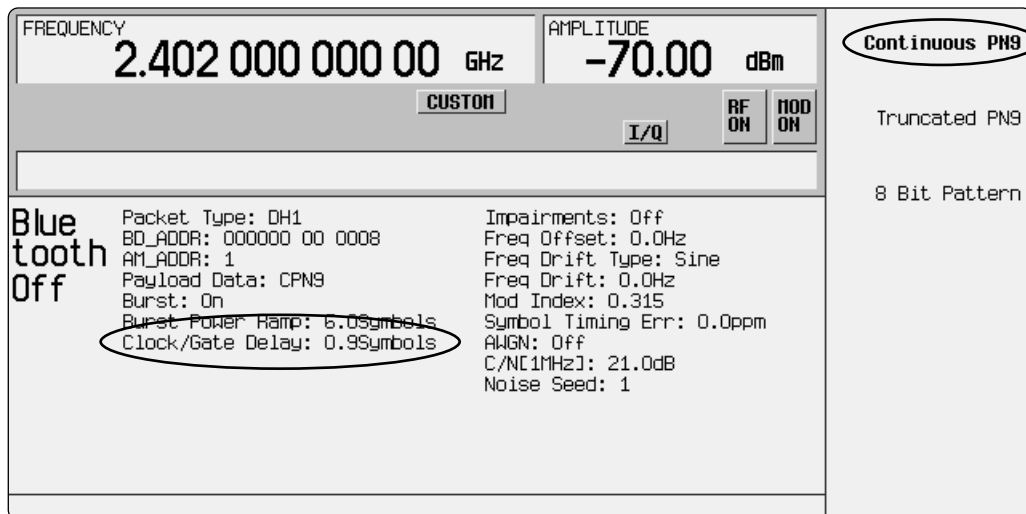 FREQUENCY
2.402 000 000 00 GHz
AMPLITUDE
-70.00 dBm
CUSTOM
I/Q
RF
ON
MOD
ON
Continuous PN9
Truncated PN9
8 Bit Pattern
Blue
tooth
Off
Packet Type: DH1
BD_ADDR: 000000 00 0008
AM_ADDR: 1
Payload Data: CPN9
Burst: On
Burst Power Ramp: 6.0Symbols
Clock/Gate Delay: 0.9Symbols
Impairments: Off
Freq Offset: 0.0Hz
Freq Drift Type: Sine
Freq Drift: 0.0Hz
Mod Index: 0.315
Symbol Timing Err: 0.0ppm
AWGN: Off
C/N[1MHz]: 21.0dB
Noise Seed: 1